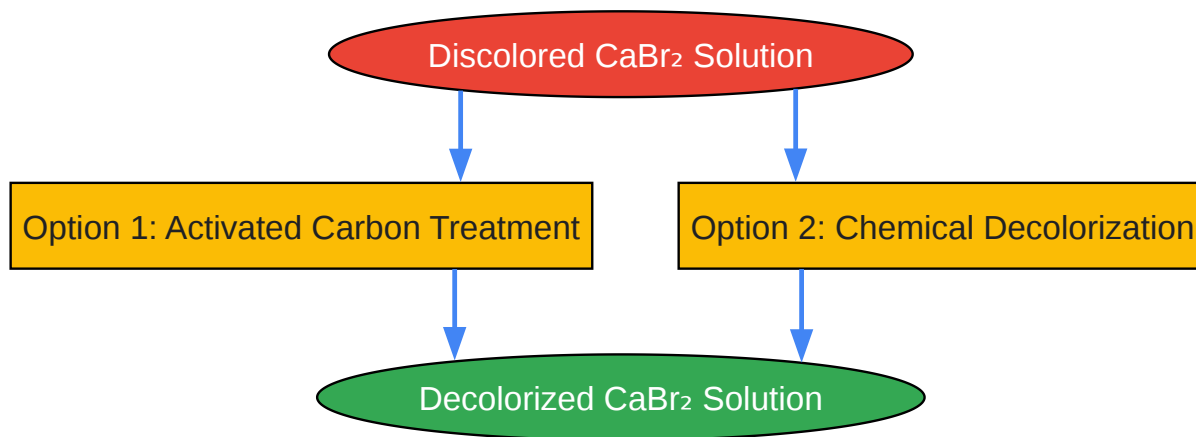 Discolored CaBr₂ Solution
Option 1: Activated Carbon Treatment
Option 2: Chemical Decolorization
Decolorized CaBr₂ Solution